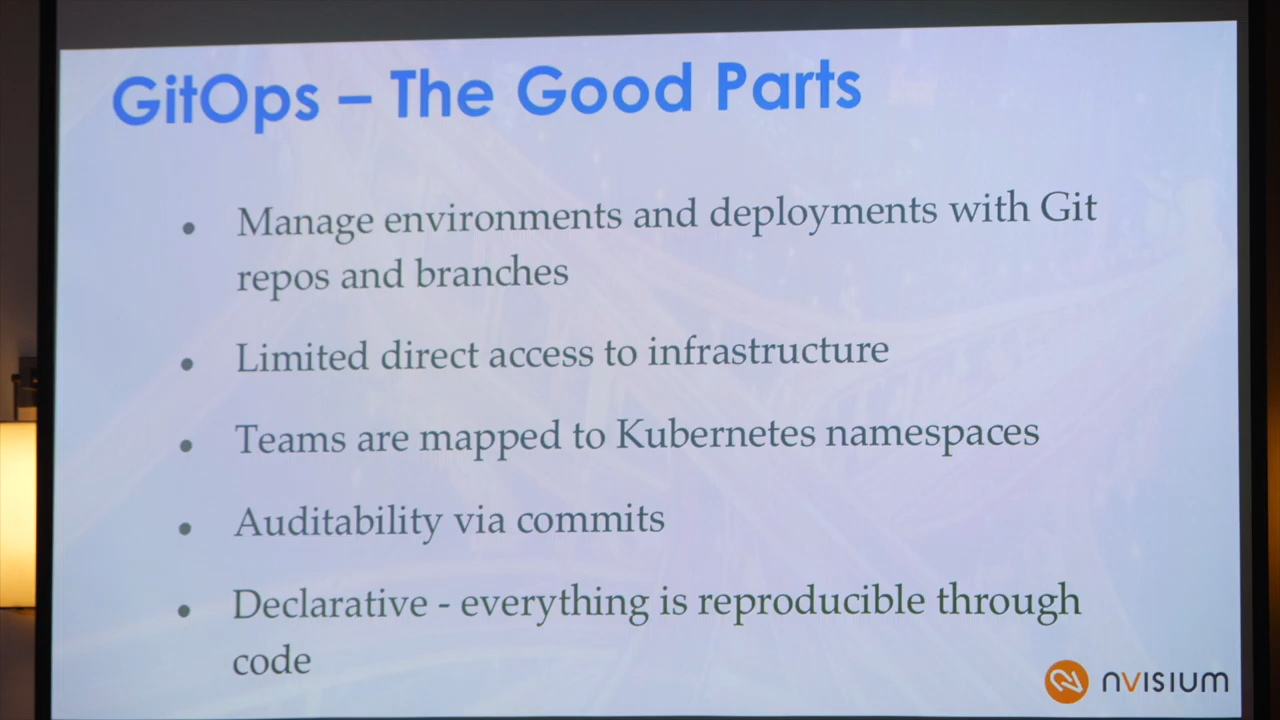 GitOps – The Good Parts
• Manage environments and deployments with Git
repos and branches
• Limited direct access to infrastructure
• Teams are mapped to Kubernetes namespaces
• Auditability via commits
• Declarative - everything is reproducible through
code
nVISIUM